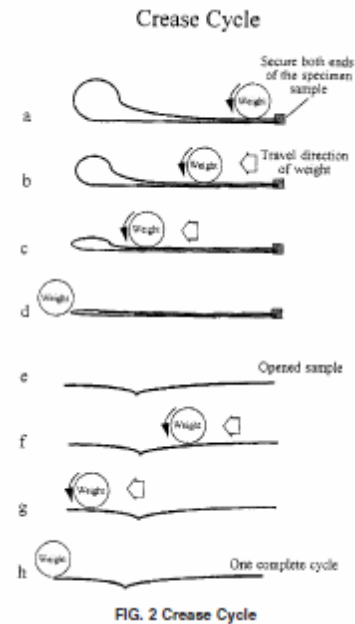 Crease Cycle
Secure both ends
of the specimen
sample
Weight
a
Weight
Travel direction
of weight
b
Weight
c
Weight
d
Opened sample
e
Weight
f
Weight
g
Weight
One complete cycle
h
FIG. 2 Crease Cycle